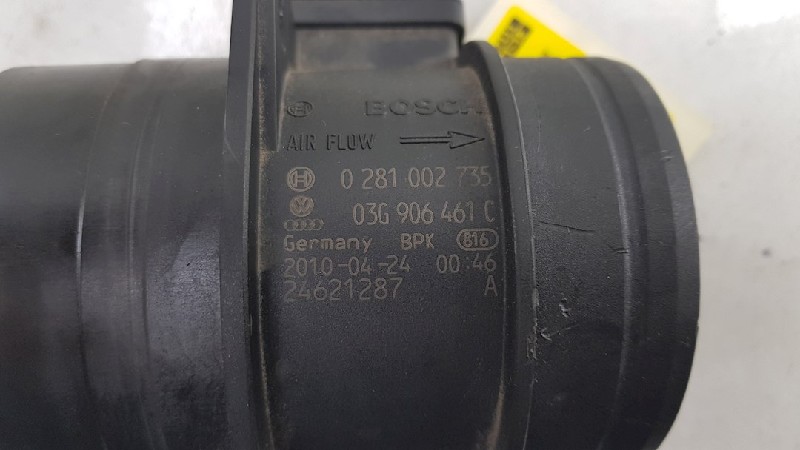 BOSCH
AIR FLOW
0 281 002 735
03G 906 461 C
Germany BPK B16
2010-04-24 00:46
24621287 A